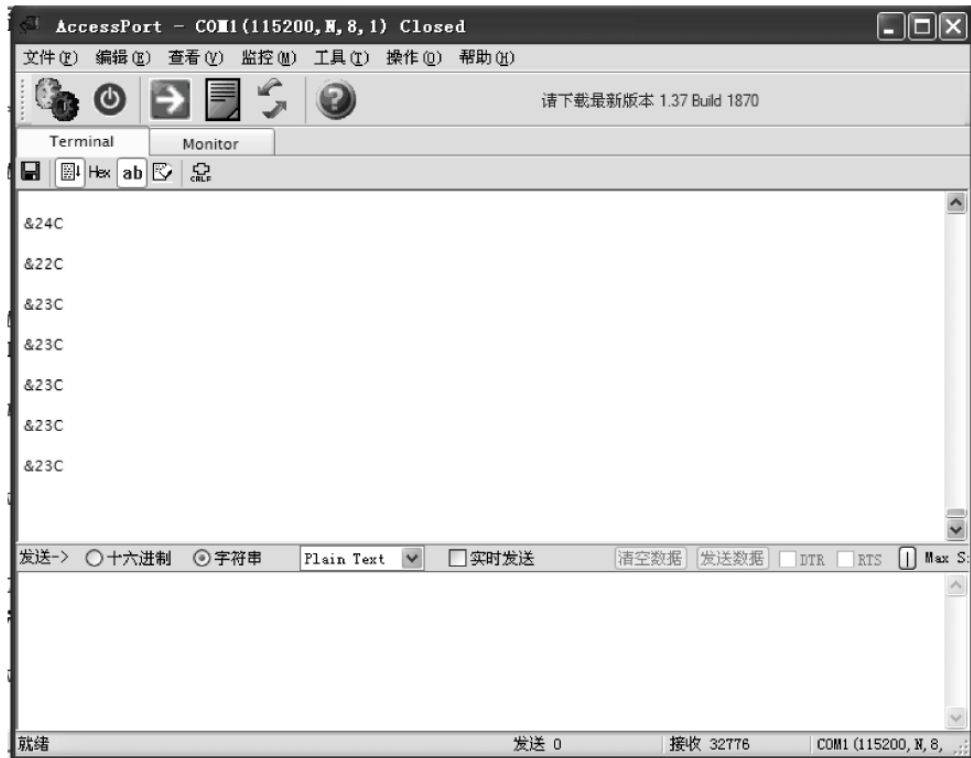 AccessPort - COM1(115200,N,8,1) Closed
文件(F) 编辑(E) 查看(V) 监控(M) 工具(T) 操作(O) 帮助(H)
请下载最新版本 1.37 Build 1870
Terminal Monitor
Hex ab CRLF
&24C
&22C
&23C
&23C
&23C
&23C
&23C
发送-> 十六进制 字符串 Plain Text 实时发送 清空数据 发送数据 DTR RTS Max S:
就绪 发送 0 接收 32776 COM1(115200,N,8,